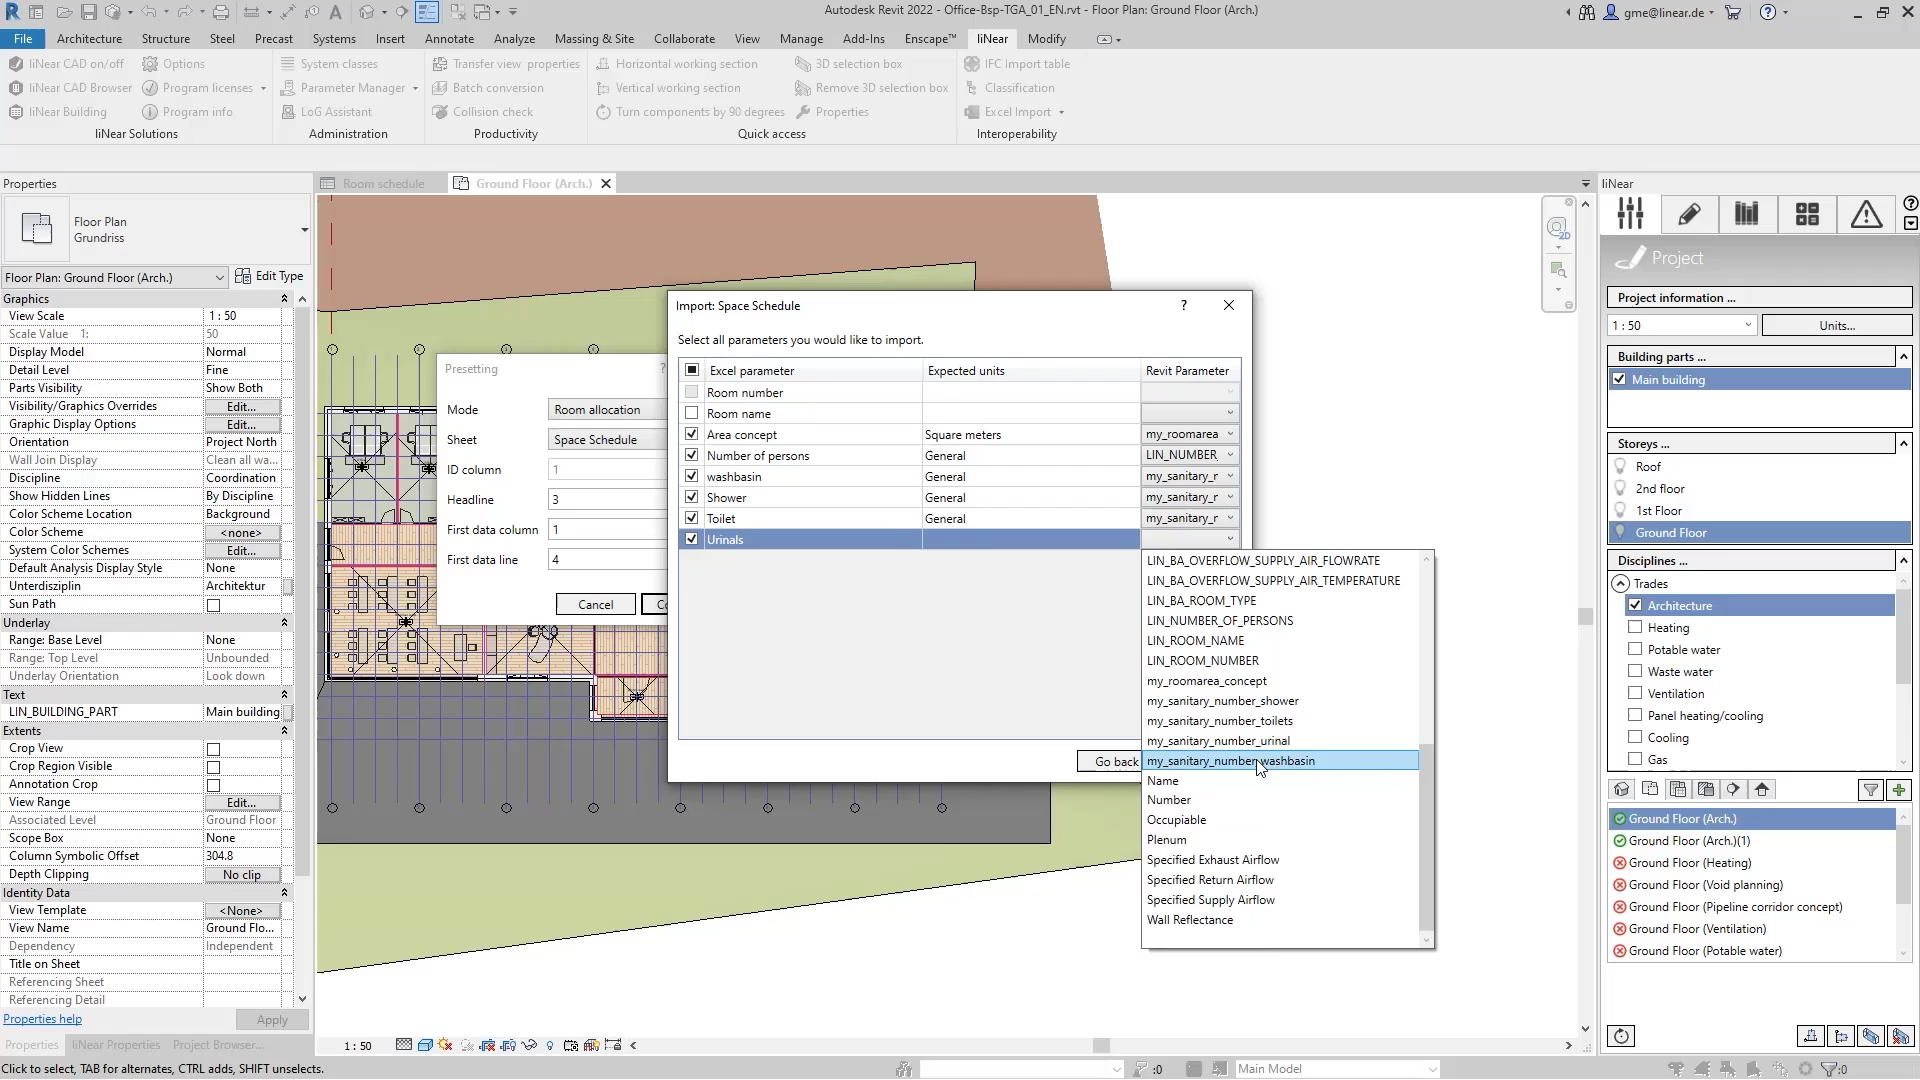 Autodesk Revit 2022 - Office-Bsp-TGA_01_EN.rvt - Floor Plan: Ground Floor (Arch.)
gme@linear.de
File Architecture Structure Steel Precast Systems Insert Annotate Analyze Massing & Site Collaborate View Manage Add-Ins Enscape™ liNear Modify
liNear CAD on/off Options System classes Transfer view properties Horizontal working section 3D selection box IFC Import table
liNear CAD Browser Program licenses Parameter Manager Batch conversion Vertical working section Remove 3D selection box Classification
liNear Building Program info LoG Assistant Collision check Turn components by 90 degrees Properties Excel Import
liNear Solutions Administration Productivity Quick access Interoperability
Properties
Floor Plan
Grundriss
Floor Plan: Ground Floor (Arch.) Edit Type
Graphics
View Scale 1 : 50
Scale Value 1: 50
Display Model Normal
Detail Level Fine
Parts Visibility Show Both
Visibility/Graphics Overrides Edit...
Graphic Display Options Edit...
Orientation Project North
Wall Join Display Clean all wa...
Discipline Coordination
Show Hidden Lines By Discipline
Color Scheme Location Background
Color Scheme <none>
System Color Schemes Edit...
Default Analysis Display Style None
Unterdisziplin Architektur
Sun Path
Underlay
Range: Base Level None
Range: Top Level Unbounded
Underlay Orientation Look down
Text
LIN_BUILDING_PART Main building
Extents
Crop View
Crop Region Visible
Annotation Crop
View Range Edit...
Associated Level Ground Floor
Scope Box None
Column Symbolic Offset 304.8
Depth Clipping No clip
Identity Data
View Template <None>
View Name Ground Flo...
Dependency Independent
Title on Sheet
Referencing Sheet
Referencing Detail
Properties help Apply
Properties liNear Properties Project Browser...
Room schedule Ground Floor (Arch.)
2D
Presetting ?
Mode Room allocation
Sheet Space Schedule
ID column 1
Headline 3
First data column 1
First data line 4
Cancel Co
Import: Space Schedule ?
Select all parameters you would like to import.
Excel parameter Expected units Revit Parameter
Room number
Room name
Area concept Square meters my_roomarea
Number of persons General LIN_NUMBER_
washbasin General my_sanitary_r
Shower General my_sanitary_r
Toilet General my_sanitary_r
Urinals
Go back
LIN_BA_OVERFLOW_SUPPLY_AIR_FLOWRATE
LIN_BA_OVERFLOW_SUPPLY_AIR_TEMPERATURE
LIN_BA_ROOM_TYPE
LIN_NUMBER_OF_PERSONS
LIN_ROOM_NAME
LIN_ROOM_NUMBER
my_roomarea_concept
my_sanitary_number_shower
my_sanitary_number_toilets
my_sanitary_number_urinal
my_sanitary_number_washbasin
Name
Number
Occupiable
Plenum
Specified Exhaust Airflow
Specified Return Airflow
Specified Supply Airflow
Wall Reflectance
liNear
Project
Project information ...
1 : 50 Units...
Building parts ...
Main building
Storeys ...
Roof
2nd floor
1st Floor
Ground Floor
Disciplines ...
Trades
Architecture
Heating
Potable water
Waste water
Ventilation
Panel heating/cooling
Cooling
Gas
Ground Floor (Arch.)
Ground Floor (Arch.)(1)
Ground Floor (Heating)
Ground Floor (Void planning)
Ground Floor (Pipeline corridor concept)
Ground Floor (Ventilation)
Ground Floor (Potable water)
1 : 50
Click to select, TAB for alternates, CTRL adds, SHIFT unselects. :0 Main Model :0